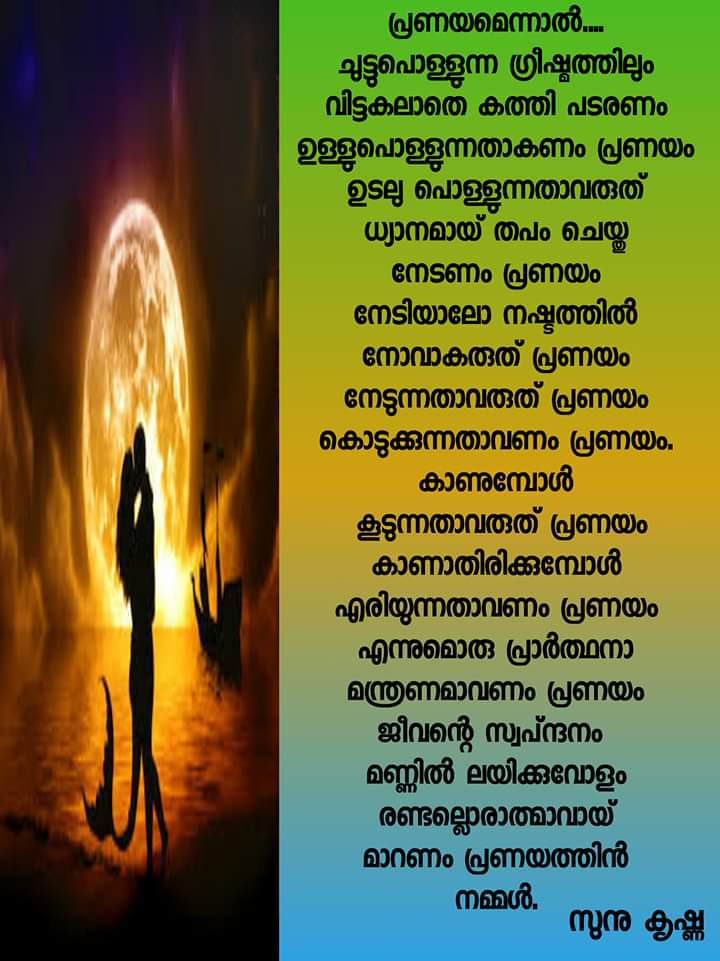 പ്രണയമെന്നാൽ....
ചുട്ടുപൊള്ളുന്ന ഗ്രീഷ്മത്തിലും
വിട്ടകലാതെ കത്തി പടരണം
ഉള്ളുപൊള്ളുന്നതാകണം പ്രണയം
ഉടലു പൊള്ളുന്നതാവരുത്
ധ്യാനമായ് തപം ചെയ്തു
നേടണം പ്രണയം
നേടിയാലോ നഷ്ടത്തിൽ
നോവാകരുത് പ്രണയം
നേടുന്നതാവരുത് പ്രണയം
കൊടുക്കുന്നതാവണം പ്രണയം.
കാണുമ്പോൾ
കൂടുന്നതാവരുത് പ്രണയം
കാണാതിരിക്കുമ്പോൾ
എരിയുന്നതാവണം പ്രണയം
എന്നുമൊരു പ്രാർത്ഥനാ
മന്ത്രണമാവണം പ്രണയം
ജീവന്റെ സ്വപ്ന്ദനം
മണ്ണിൽ ലയിക്കുവോളം
രണ്ടല്ലൊരാത്മാവായ്
മാറണം പ്രണയത്തിൻ
നമ്മൾ.
സുനു കൃഷ്ണ